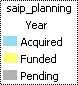 saip_planning
Year
Acquired
Funded
Pending